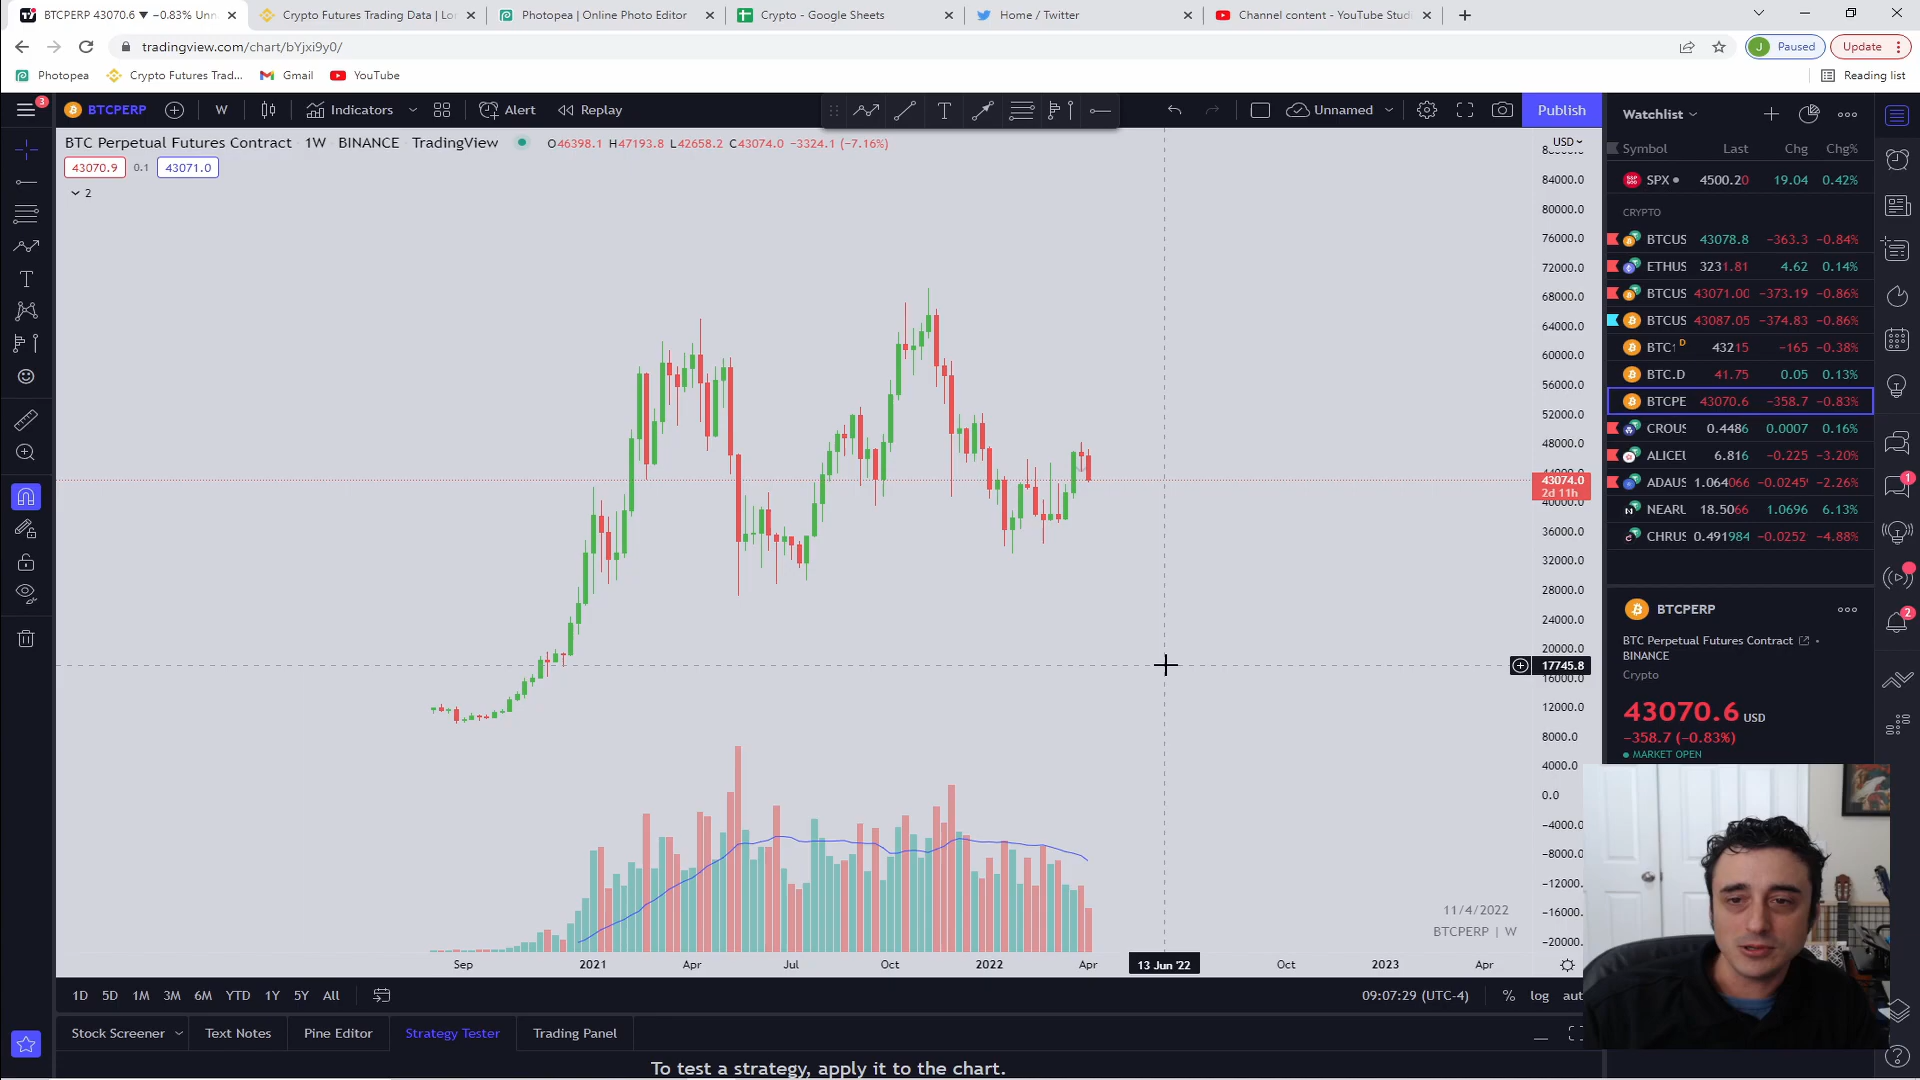 BTCPERP 43070.6 ▼ −0.83% Unn
Crypto Futures Trading Data | Lo
Photopea | Online Photo Editor
Crypto - Google Sheets
Home / Twitter
Channel content - YouTube Stud
tradingview.com/chart/bYjxi9y0/
J Paused
Update
Photopea
Crypto Futures Trad...
Gmail
YouTube
Reading list
3
BTCPERP
W
Indicators
Alert
Replay
Unnamed
Publish
BTC Perpetual Futures Contract 1W BINANCE TradingView
O46398.1 H47193.8 L42658.2 C43074.0 −3324.1 (−7.16%)
43070.9 0.1 43071.0
2
USD
84000.0
80000.0
76000.0
72000.0
68000.0
64000.0
60000.0
56000.0
52000.0
48000.0
43074.0
2d 11h
40000.0
36000.0
32000.0
28000.0
24000.0
20000.0
17745.8
16000.0
12000.0
8000.0
4000.0
0.0
−4000.0
−8000.0
−12000.
−16000.
−20000.
11/4/2022
BTCPERP | W
Sep 2021 Apr Jul Oct 2022 Apr 13 Jun '22 Oct 2023 Apr
1D 5D 1M 3M 6M YTD 1Y 5Y All
09:07:29 (UTC-4) % log aut
Stock Screener
Text Notes
Pine Editor
Strategy Tester
Trading Panel
To test a strategy, apply it to the chart.
Watchlist
Symbol Last Chg Chg%
SPX 4500.20 19.04 0.42%
CRYPTO
BTCUS 43078.8 −363.3 −0.84%
ETHUS 3231.81 4.62 0.14%
BTCUS 43071.00 −373.19 −0.86%
BTCUS 43087.05 −374.83 −0.86%
BTC1 D 43215 −165 −0.38%
BTC.D 41.75 0.05 0.13%
BTCPE 43070.6 −358.7 −0.83%
CROUS 0.4486 0.0007 0.16%
ALICEU 6.816 −0.225 −3.20%
ADAUS 1.064066 −0.0245 −2.26%
NEARU 18.5066 1.0696 6.13%
CHRUS 0.491984 −0.0252 −4.88%
BTCPERP
BTC Perpetual Futures Contract
BINANCE
Crypto
43070.6 USD
−358.7 (−0.83%)
MARKET OPEN
1
2